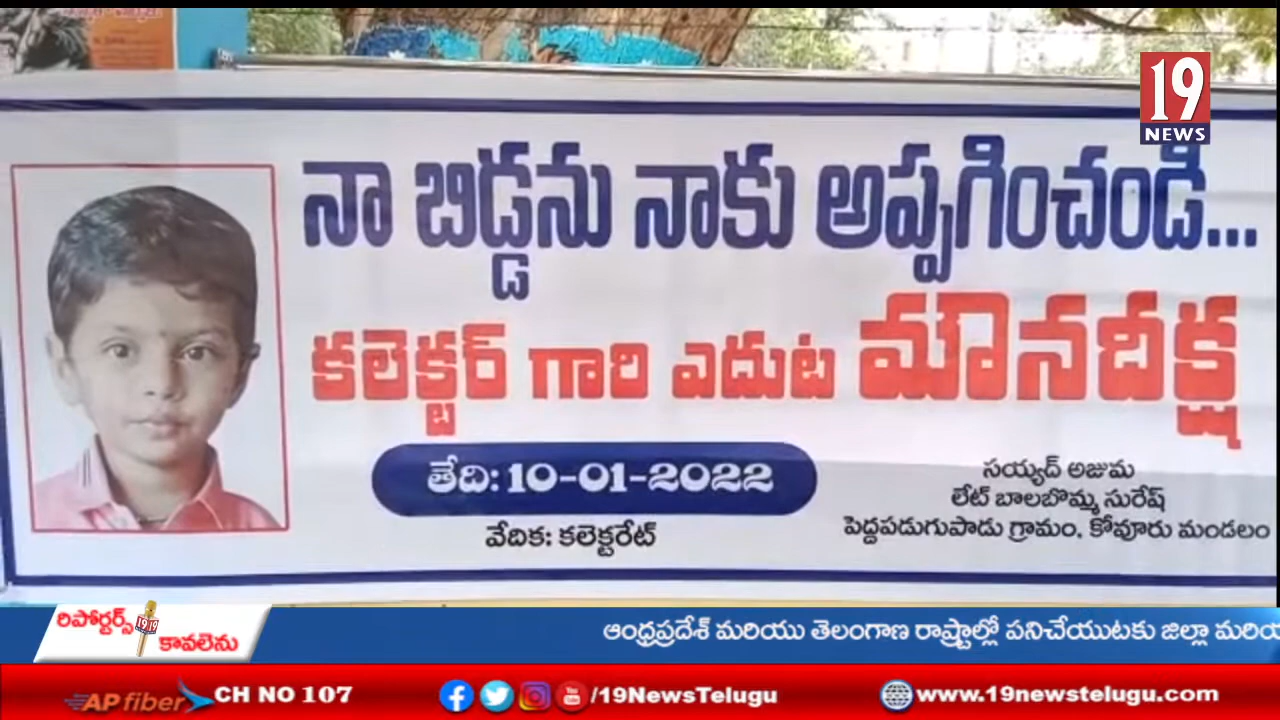 19
NEWS
నా బిడ్డను నాకు అప్పగించండి...
కలెక్టర్ గారి ఎదుట మౌనదీక్ష
తేది: 10-01-2022
వేదిక: కలెక్టరేట్
సయ్యద్ అజుమ
లేట్ బాలబొమ్మ సురేష్
పెద్దపడుగుపాడు గ్రామం, కోవూరు మండలం
రిపోర్టర్స్
కావలెను
ఆంధ్రప్రదేశ్ మరియు తెలంగాణ రాష్ట్రాల్లో పనిచేయుటకు జిల్లా మరియ
AP fiber CH NO 107
/19NewsTelugu
www.19newstelugu.com